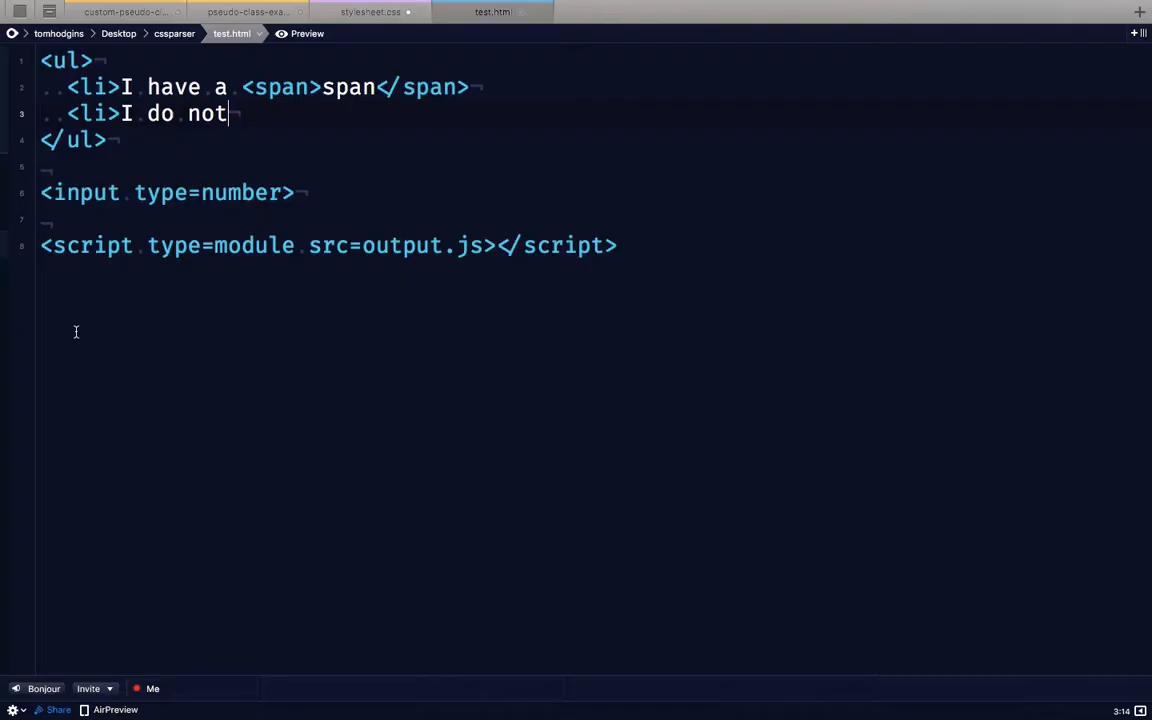 custom-pseudo-cl...
pseudo-class-exa...
stylesheet.css
test.html
tomhodgins
Desktop
cssparser
test.html
Preview
1 <ul>
2 <li>I have a <span>span</span>
3 <li>I do not
4 </ul>
5
6 <input type=number>
7
8 <script type=module src=output.js></script>
Bonjour
Invite
Me
Share
AirPreview
3:14